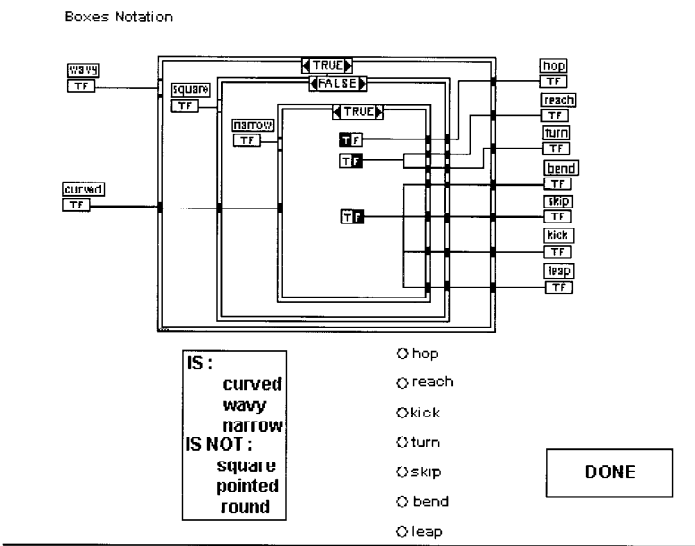 Boxes Notation
wavy
TF
square
TF
narrow
TF
curved
TF
TRUE
FALSE
TRUE
TF
TF
TF
hop
TF
reach
TF
turn
TF
bend
TF
skip
TF
kick
TF
leap
TF
IS :
curved
wavy
narrow
IS NOT :
square
pointed
round
hop
reach
kick
turn
skip
bend
leap
DONE